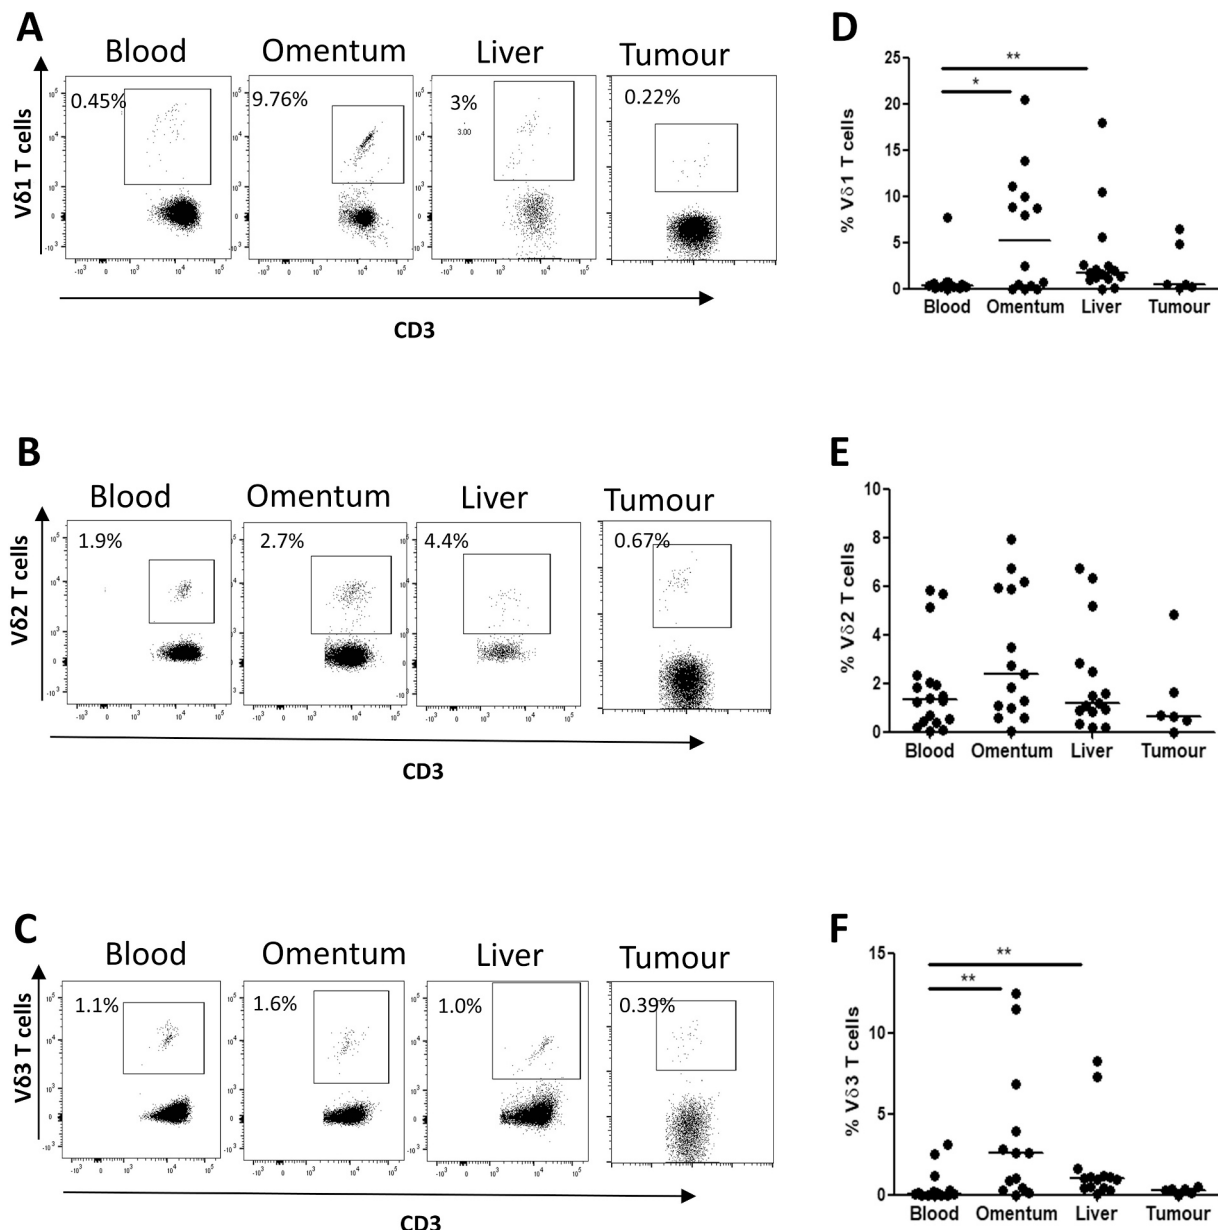 A
Blood Omentum Liver Tumour
0.45% 9.76% 3% 0.22%
3.00
Vδ1 T cells
CD3
D
25
20
15
10
5
0
% Vδ1 T cells
* **
Blood Omentum Liver Tumour
B
Blood Omentum Liver Tumour
1.9% 2.7% 4.4% 0.67%
Vδ2 T cells
CD3
E
10
8
6
4
2
0
% Vδ2 T cells
Blood Omentum Liver Tumour
C
Blood Omentum Liver Tumour
1.1% 1.6% 1.0% 0.39%
Vδ3 T cells
CD3
F
15
10
5
0
% Vδ3 T cells
** **
Blood Omentum Liver Tumour